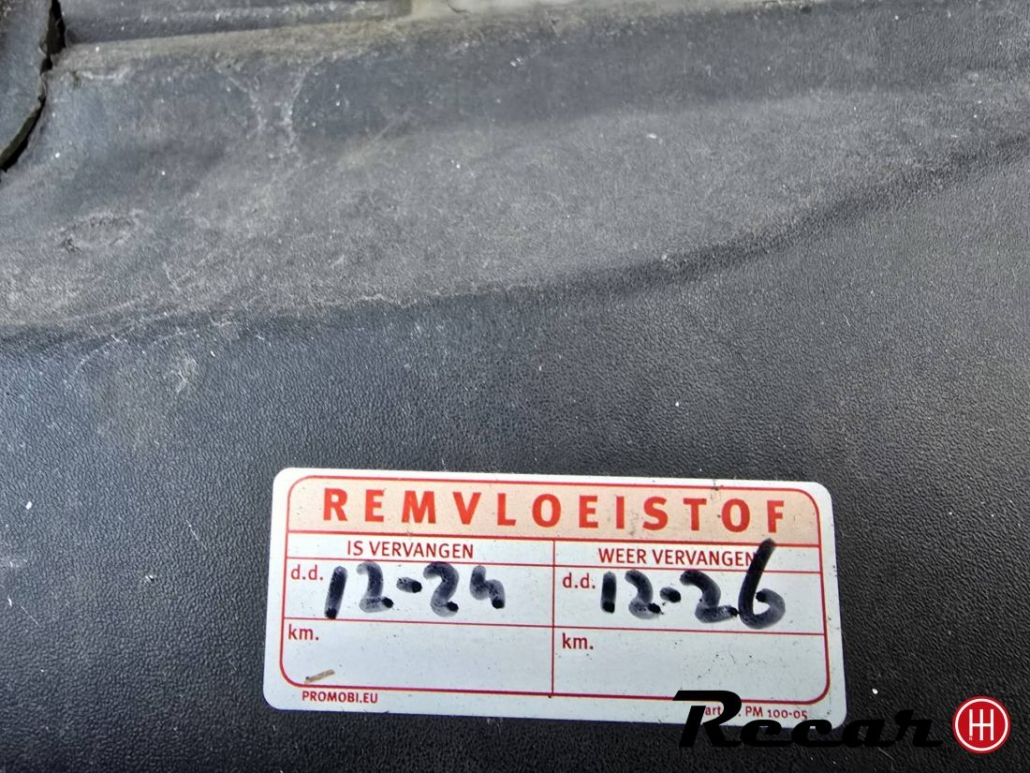 REMVLOEISTOF
IS VERVANGEN WEER VERVANGEN
d.d. 12-24 d.d. 12-26
km. km.
PROMOBI.EU PM 100-05
Recar H